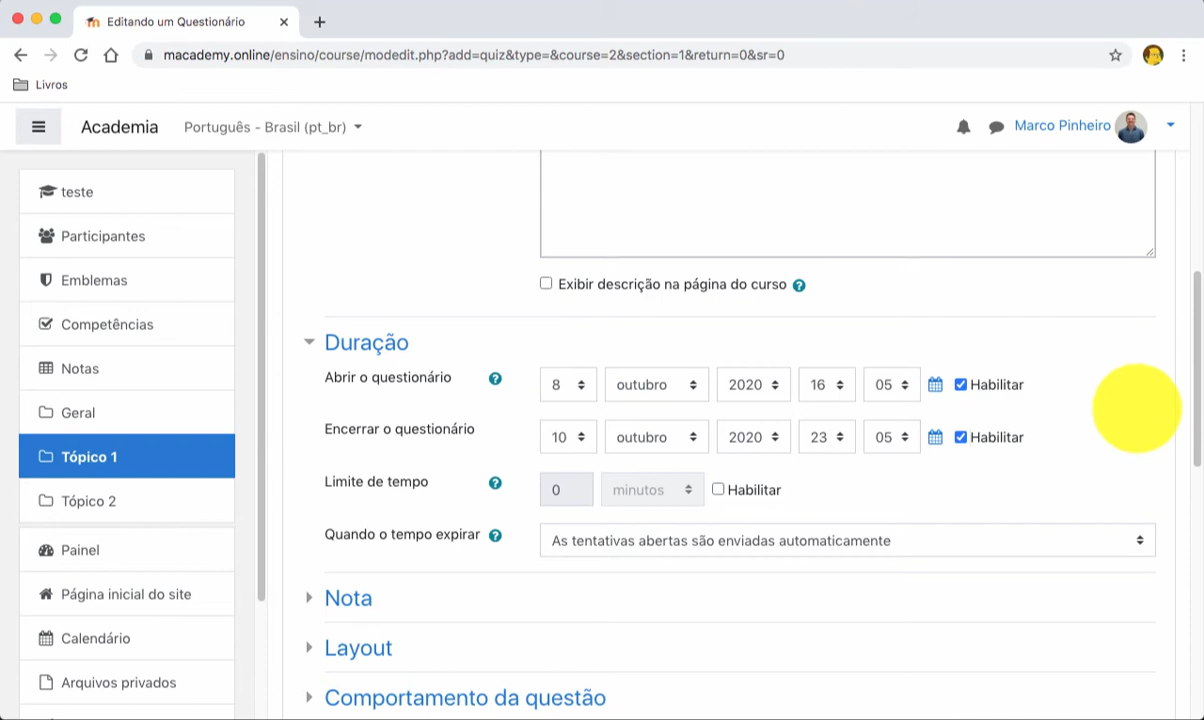 Editando um Questionário
macademy.online/ensino/course/modedit.php?add=quiz&type=&course=2&section=1&return=0&sr=0
Livros
Academia Português - Brasil (pt_br) Marco Pinheiro
teste
Participantes
Emblemas
Competências
Notas
Geral
Tópico 1
Tópico 2
Painel
Página inicial do site
Calendário
Arquivos privados
Exibir descrição na página do curso
Duração
Abrir o questionário 8 outubro 2020 16 05 Habilitar
Encerrar o questionário 10 outubro 2020 23 05 Habilitar
Limite de tempo 0 minutos Habilitar
Quando o tempo expirar As tentativas abertas são enviadas automaticamente
Nota
Layout
Comportamento da questão